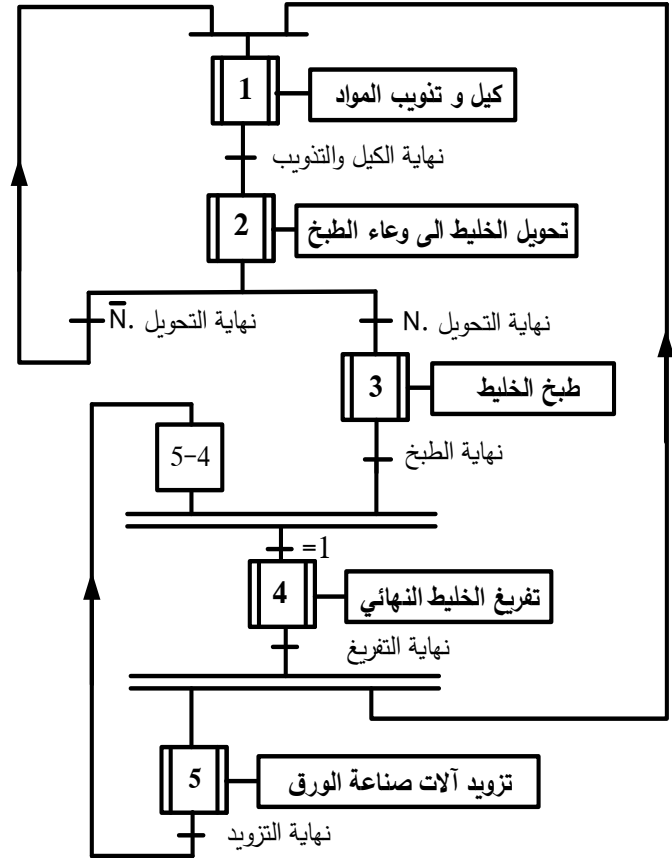 1
كيل و تذويب المواد
نهاية الكيل والتذويب
2
تحويل الخليط الى وعاء الطبخ
نهاية التحويل .N̅
نهاية التحويل .N
3
طبخ الخليط
5-4
نهاية الطبخ
=1
4
تفريغ الخليط النهائي
نهاية التفريغ
5
تزويد آلات صناعة الورق
نهاية التزويد